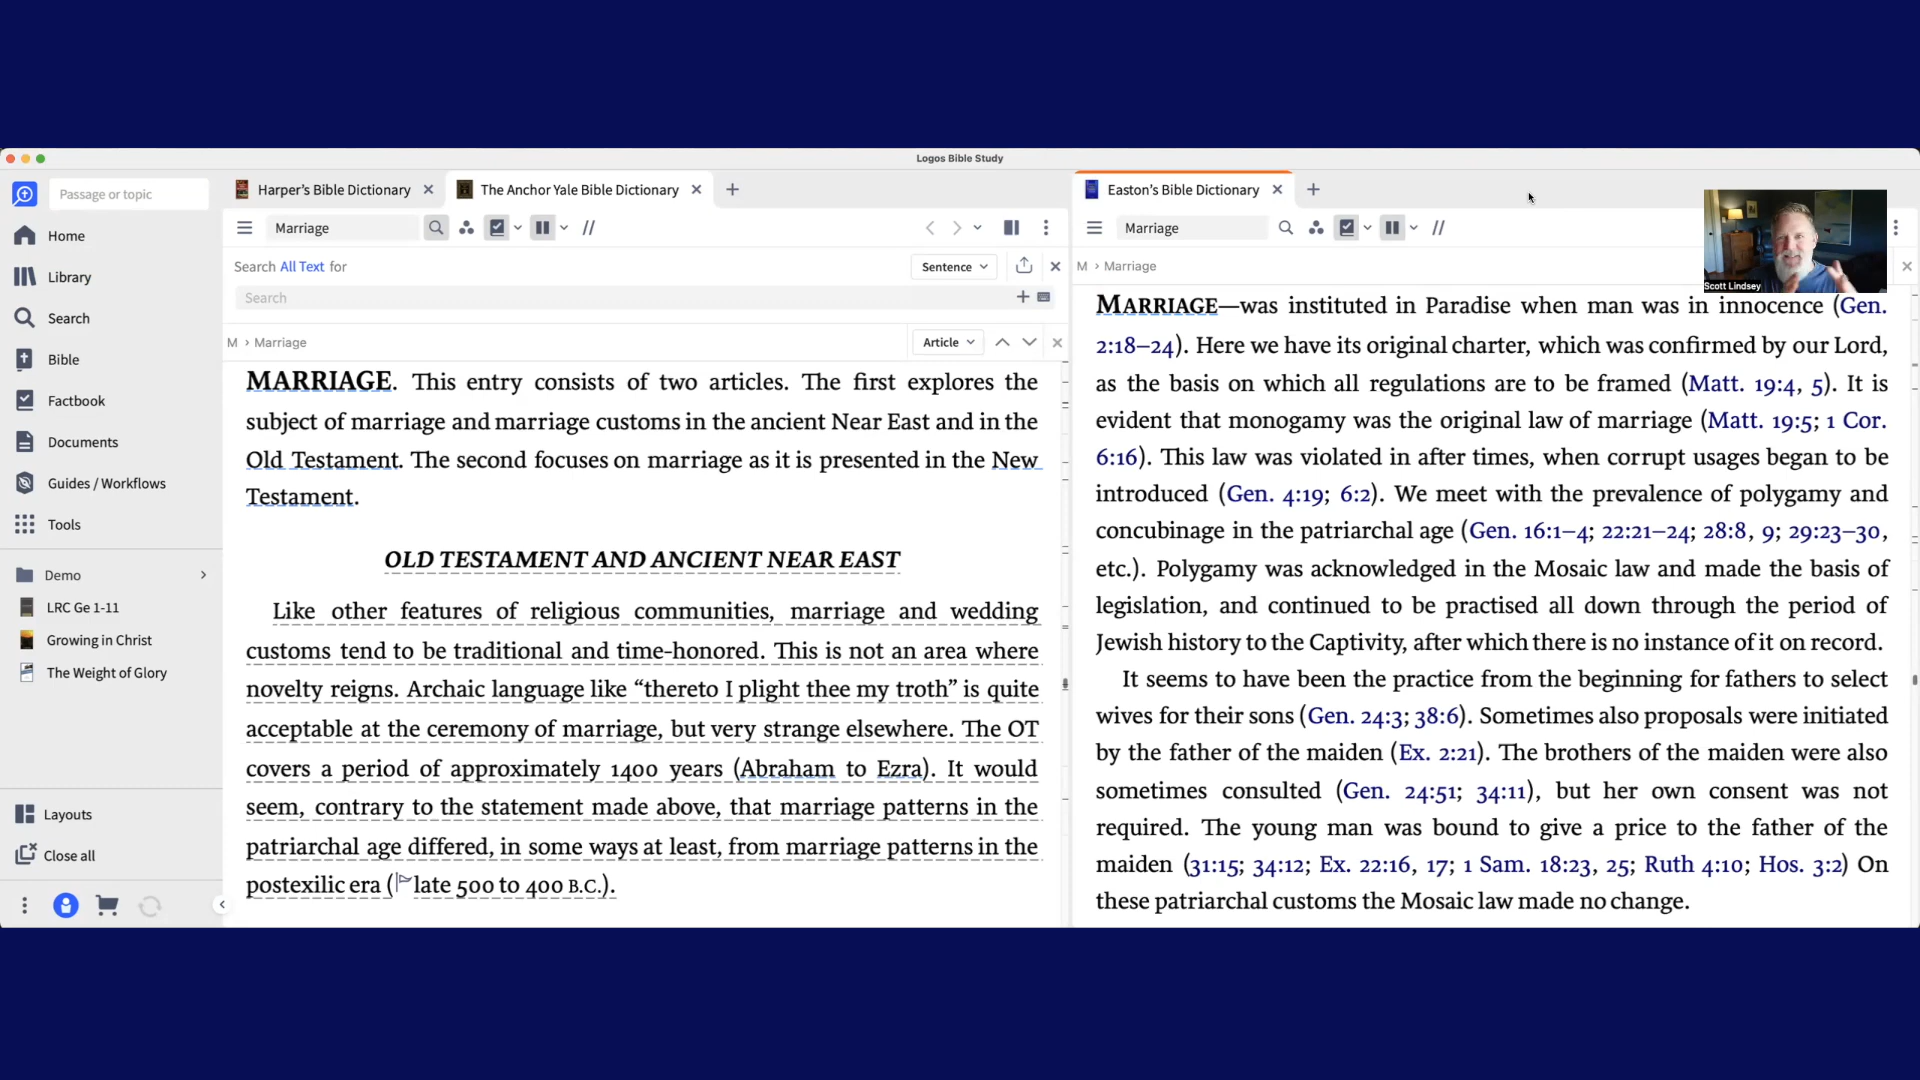 Logos Bible Study
Passage or topic
Home
Library
Search
Bible
Factbook
Documents
Guides / Workflows
Tools
Demo
LRC Ge 1-11
Growing in Christ
The Weight of Glory
Layouts
Close all
Harper's Bible Dictionary
The Anchor Yale Bible Dictionary
Marriage
Search All Text for
Sentence
Search
M › Marriage
Article
MARRIAGE. This entry consists of two articles. The first explores the
subject of marriage and marriage customs in the ancient Near East and in the
Old Testament. The second focuses on marriage as it is presented in the New
Testament.
OLD TESTAMENT AND ANCIENT NEAR EAST
Like other features of religious communities, marriage and wedding
customs tend to be traditional and time-honored. This is not an area where
novelty reigns. Archaic language like “thereto I plight thee my troth” is quite
acceptable at the ceremony of marriage, but very strange elsewhere. The OT
covers a period of approximately 1400 years (Abraham to Ezra). It would
seem, contrary to the statement made above, that marriage patterns in the
patriarchal age differed, in some ways at least, from marriage patterns in the
postexilic era (late 500 to 400 B.C.).
Easton's Bible Dictionary
Marriage
M › Marriage
Scott Lindsey
MARRIAGE—was instituted in Paradise when man was in innocence (Gen.
2:18–24). Here we have its original charter, which was confirmed by our Lord,
as the basis on which all regulations are to be framed (Matt. 19:4, 5). It is
evident that monogamy was the original law of marriage (Matt. 19:5; 1 Cor.
6:16). This law was violated in after times, when corrupt usages began to be
introduced (Gen. 4:19; 6:2). We meet with the prevalence of polygamy and
concubinage in the patriarchal age (Gen. 16:1–4; 22:21–24; 28:8, 9; 29:23–30,
etc.). Polygamy was acknowledged in the Mosaic law and made the basis of
legislation, and continued to be practised all down through the period of
Jewish history to the Captivity, after which there is no instance of it on record.
It seems to have been the practice from the beginning for fathers to select
wives for their sons (Gen. 24:3; 38:6). Sometimes also proposals were initiated
by the father of the maiden (Ex. 2:21). The brothers of the maiden were also
sometimes consulted (Gen. 24:51; 34:11), but her own consent was not
required. The young man was bound to give a price to the father of the
maiden (31:15; 34:12; Ex. 22:16, 17; 1 Sam. 18:23, 25; Ruth 4:10; Hos. 3:2) On
these patriarchal customs the Mosaic law made no change.